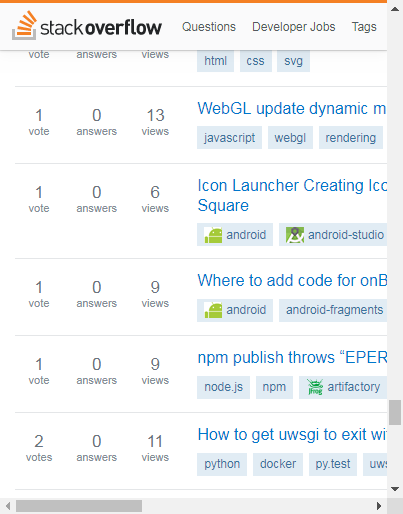 stackoverflow Questions Developer Jobs Tags
vote answers views html css svg
1 0 13 WebGL update dynamic m
vote answers views javascript webgl rendering
1 0 6 Icon Launcher Creating Ico
vote answers views Square
android android-studio
1 0 9 Where to add code for onB
vote answers views android android-fragments
1 0 9 npm publish throws “EPER
vote answers views node.js npm artifactory
2 0 11 How to get uwsgi to exit wi
votes answers views python docker py.test uws